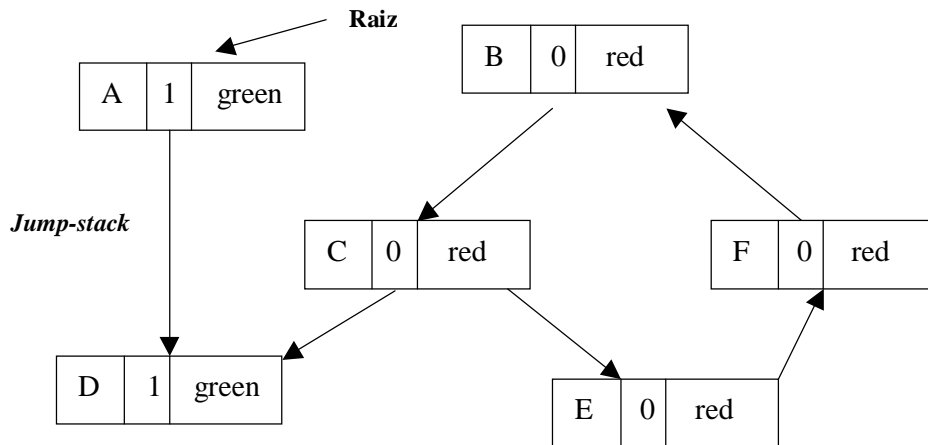 Raiz
B 0 red
A 1 green
Jump-stack
C 0 red
F 0 red
D 1 green
E 0 red